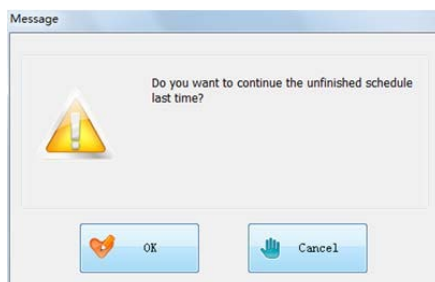 Message
Do you want to continue the unfinished schedule
last time?
OK
Cancel